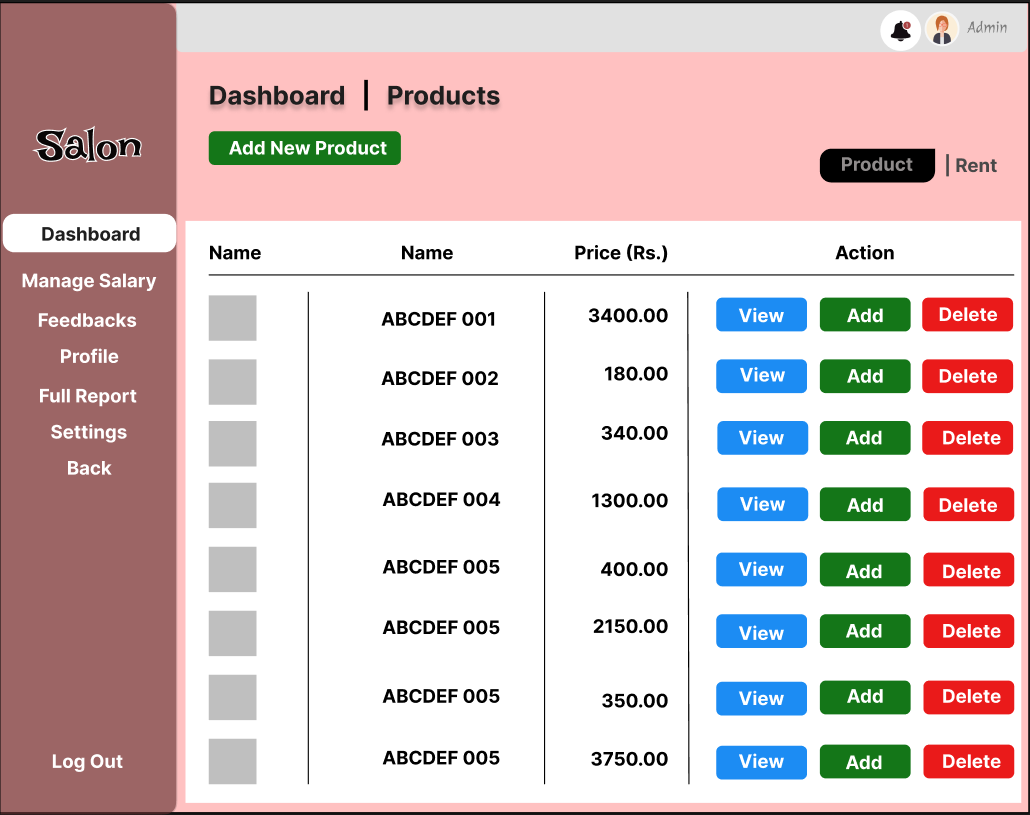 Admin
Dashboard | Products
Add New Product
Product | Rent
Salon
Dashboard
Manage Salary
Feedbacks
Profile
Full Report
Settings
Back
Log Out
Name Name Price (Rs.) Action
ABCDEF 001 3400.00 View Add Delete
ABCDEF 002 180.00 View Add Delete
ABCDEF 003 340.00 View Add Delete
ABCDEF 004 1300.00 View Add Delete
ABCDEF 005 400.00 View Add Delete
ABCDEF 005 2150.00 View Add Delete
ABCDEF 005 350.00 View Add Delete
ABCDEF 005 3750.00 View Add Delete